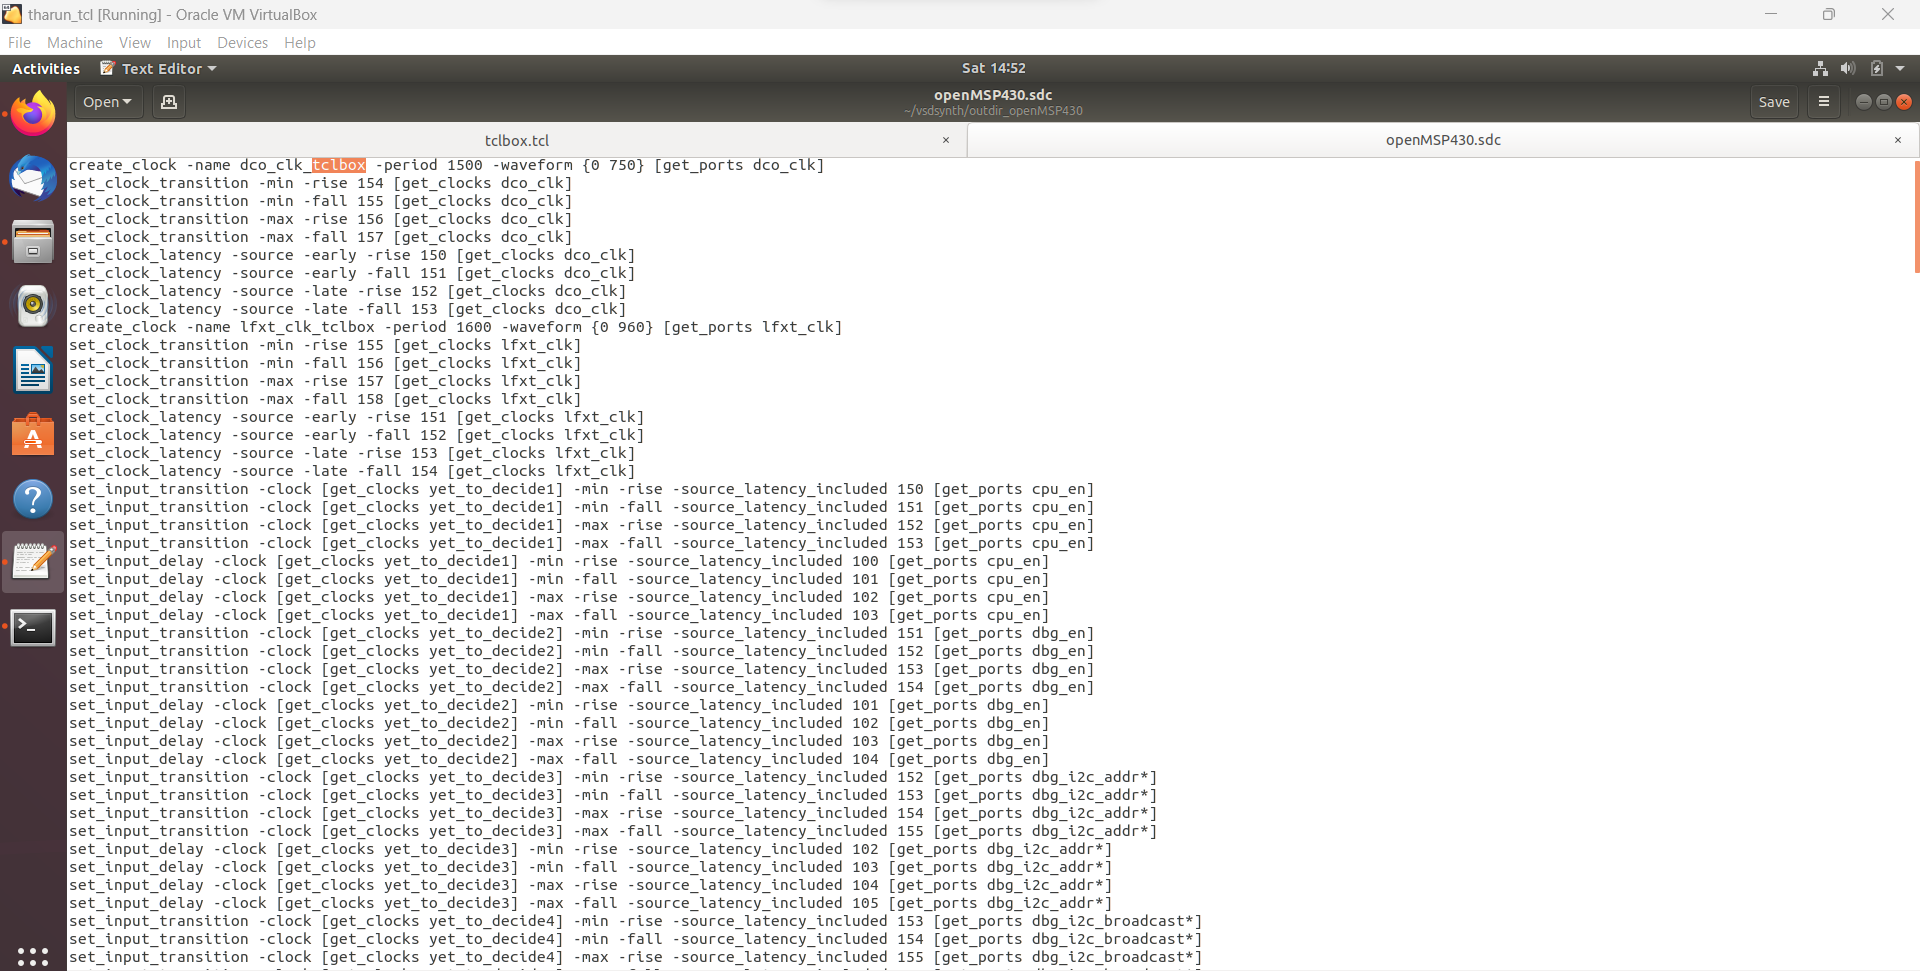 tharun_tcl [Running] - Oracle VM VirtualBox
File Machine View Input Devices Help
Activities Text Editor Sat 14:52
Open openMSP430.sdc Save
~/vsdsynth/outdir_openMSP430
tclbox.tcl × openMSP430.sdc ×
create_clock -name dco_clk_tclbox -period 1500 -waveform {0 750} [get_ports dco_clk]
set_clock_transition -min -rise 154 [get_clocks dco_clk]
set_clock_transition -min -fall 155 [get_clocks dco_clk]
set_clock_transition -max -rise 156 [get_clocks dco_clk]
set_clock_transition -max -fall 157 [get_clocks dco_clk]
set_clock_latency -source -early -rise 150 [get_clocks dco_clk]
set_clock_latency -source -early -fall 151 [get_clocks dco_clk]
set_clock_latency -source -late -rise 152 [get_clocks dco_clk]
set_clock_latency -source -late -fall 153 [get_clocks dco_clk]
create_clock -name lfxt_clk_tclbox -period 1600 -waveform {0 960} [get_ports lfxt_clk]
set_clock_transition -min -rise 155 [get_clocks lfxt_clk]
set_clock_transition -min -fall 156 [get_clocks lfxt_clk]
set_clock_transition -max -rise 157 [get_clocks lfxt_clk]
set_clock_transition -max -fall 158 [get_clocks lfxt_clk]
set_clock_latency -source -early -rise 151 [get_clocks lfxt_clk]
set_clock_latency -source -early -fall 152 [get_clocks lfxt_clk]
set_clock_latency -source -late -rise 153 [get_clocks lfxt_clk]
set_clock_latency -source -late -fall 154 [get_clocks lfxt_clk]
set_input_transition -clock [get_clocks yet_to_decide1] -min -rise -source_latency_included 150 [get_ports cpu_en]
set_input_transition -clock [get_clocks yet_to_decide1] -min -fall -source_latency_included 151 [get_ports cpu_en]
set_input_transition -clock [get_clocks yet_to_decide1] -max -rise -source_latency_included 152 [get_ports cpu_en]
set_input_transition -clock [get_clocks yet_to_decide1] -max -fall -source_latency_included 153 [get_ports cpu_en]
set_input_delay -clock [get_clocks yet_to_decide1] -min -rise -source_latency_included 100 [get_ports cpu_en]
set_input_delay -clock [get_clocks yet_to_decide1] -min -fall -source_latency_included 101 [get_ports cpu_en]
set_input_delay -clock [get_clocks yet_to_decide1] -max -rise -source_latency_included 102 [get_ports cpu_en]
set_input_delay -clock [get_clocks yet_to_decide1] -max -fall -source_latency_included 103 [get_ports cpu_en]
set_input_transition -clock [get_clocks yet_to_decide2] -min -rise -source_latency_included 151 [get_ports dbg_en]
set_input_transition -clock [get_clocks yet_to_decide2] -min -fall -source_latency_included 152 [get_ports dbg_en]
set_input_transition -clock [get_clocks yet_to_decide2] -max -rise -source_latency_included 153 [get_ports dbg_en]
set_input_transition -clock [get_clocks yet_to_decide2] -max -fall -source_latency_included 154 [get_ports dbg_en]
set_input_delay -clock [get_clocks yet_to_decide2] -min -rise -source_latency_included 101 [get_ports dbg_en]
set_input_delay -clock [get_clocks yet_to_decide2] -min -fall -source_latency_included 102 [get_ports dbg_en]
set_input_delay -clock [get_clocks yet_to_decide2] -max -rise -source_latency_included 103 [get_ports dbg_en]
set_input_delay -clock [get_clocks yet_to_decide2] -max -fall -source_latency_included 104 [get_ports dbg_en]
set_input_transition -clock [get_clocks yet_to_decide3] -min -rise -source_latency_included 152 [get_ports dbg_i2c_addr*]
set_input_transition -clock [get_clocks yet_to_decide3] -min -fall -source_latency_included 153 [get_ports dbg_i2c_addr*]
set_input_transition -clock [get_clocks yet_to_decide3] -max -rise -source_latency_included 154 [get_ports dbg_i2c_addr*]
set_input_transition -clock [get_clocks yet_to_decide3] -max -fall -source_latency_included 155 [get_ports dbg_i2c_addr*]
set_input_delay -clock [get_clocks yet_to_decide3] -min -rise -source_latency_included 102 [get_ports dbg_i2c_addr*]
set_input_delay -clock [get_clocks yet_to_decide3] -min -fall -source_latency_included 103 [get_ports dbg_i2c_addr*]
set_input_delay -clock [get_clocks yet_to_decide3] -max -rise -source_latency_included 104 [get_ports dbg_i2c_addr*]
set_input_delay -clock [get_clocks yet_to_decide3] -max -fall -source_latency_included 105 [get_ports dbg_i2c_addr*]
set_input_transition -clock [get_clocks yet_to_decide4] -min -rise -source_latency_included 153 [get_ports dbg_i2c_broadcast*]
set_input_transition -clock [get_clocks yet_to_decide4] -min -fall -source_latency_included 154 [get_ports dbg_i2c_broadcast*]
set_input_transition -clock [get_clocks yet_to_decide4] -max -rise -source_latency_included 155 [get_ports dbg_i2c_broadcast*]